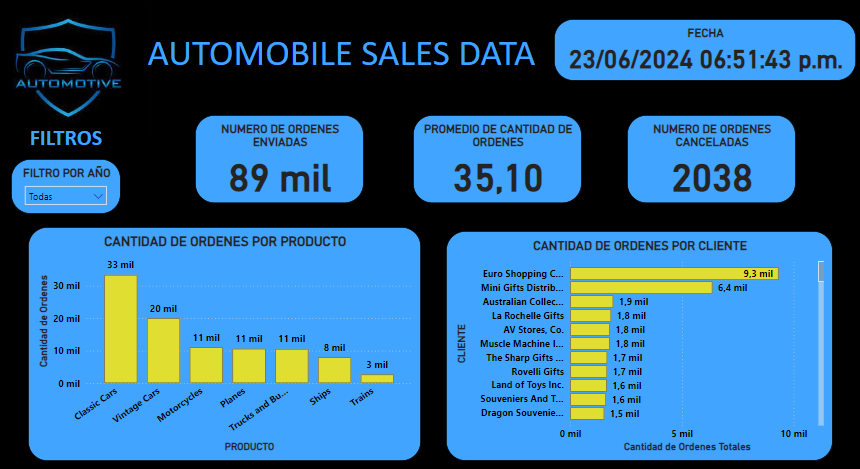 AUTOMOTIVE
AUTOMOBILE SALES DATA
FECHA
23/06/2024 06:51:43 p.m.
FILTROS
FILTRO POR AÑO
Todas
NUMERO DE ORDENES
ENVIADAS
89 mil
PROMEDIO DE CANTIDAD DE
ORDENES
35,10
NUMERO DE ORDENES
CANCELADAS
2038
CANTIDAD DE ORDENES POR PRODUCTO
Cantidad de Ordenes
30 mil
20 mil
10 mil
0 mil
33 mil
20 mil
11 mil
11 mil
11 mil
8 mil
3 mil
Classic Cars
Vintage Cars
Motorcycles
Planes
Trucks and Bu...
Ships
Trains
PRODUCTO
CANTIDAD DE ORDENES POR CLIENTE
CLIENTE
Euro Shopping C... 9,3 mil
Mini Gifts Distrib... 6,4 mil
Australian Collec... 1,9 mil
La Rochelle Gifts 1,8 mil
AV Stores, Co. 1,8 mil
Muscle Machine I... 1,8 mil
The Sharp Gifts ... 1,7 mil
Rovelli Gifts 1,7 mil
Land of Toys Inc. 1,6 mil
Souveniers And T... 1,6 mil
Dragon Souvenie... 1,5 mil
0 mil 5 mil 10 mil
Cantidad de Ordenes Totales